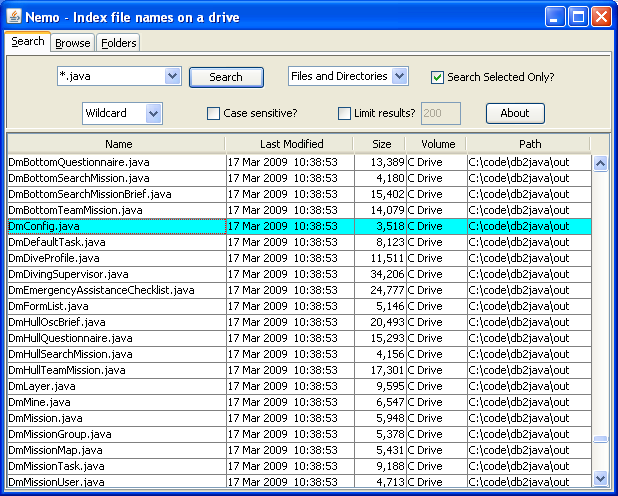 Nemo - Index file names on a drive
Search Browse Folders
*.java Search Files and Directories Search Selected Only?
Wildcard Case sensitive? Limit results? 200 About
Name Last Modified Size Volume Path
DmBottomQuestionnaire.java 17 Mar 2009 10:38:53 13,389 C Drive C:\code\db2java\out
DmBottomSearchMission.java 17 Mar 2009 10:38:53 4,180 C Drive C:\code\db2java\out
DmBottomSearchMissionBrief.java 17 Mar 2009 10:38:53 15,402 C Drive C:\code\db2java\out
DmBottomTeamMission.java 17 Mar 2009 10:38:53 14,079 C Drive C:\code\db2java\out
DmConfig.java 17 Mar 2009 10:38:53 3,518 C Drive C:\code\db2java\out
DmDefaultTask.java 17 Mar 2009 10:38:53 8,123 C Drive C:\code\db2java\out
DmDiveProfile.java 17 Mar 2009 10:38:53 11,511 C Drive C:\code\db2java\out
DmDivingSupervisor.java 17 Mar 2009 10:38:53 34,206 C Drive C:\code\db2java\out
DmEmergencyAssistanceChecklist.java 17 Mar 2009 10:38:53 24,777 C Drive C:\code\db2java\out
DmFormList.java 17 Mar 2009 10:38:53 5,146 C Drive C:\code\db2java\out
DmHullOscBrief.java 17 Mar 2009 10:38:53 20,493 C Drive C:\code\db2java\out
DmHullQuestionnaire.java 17 Mar 2009 10:38:53 15,293 C Drive C:\code\db2java\out
DmHullSearchMission.java 17 Mar 2009 10:38:53 4,156 C Drive C:\code\db2java\out
DmHullTeamMission.java 17 Mar 2009 10:38:53 17,301 C Drive C:\code\db2java\out
DmLayer.java 17 Mar 2009 10:38:53 9,595 C Drive C:\code\db2java\out
DmMine.java 17 Mar 2009 10:38:53 6,547 C Drive C:\code\db2java\out
DmMission.java 17 Mar 2009 10:38:53 5,948 C Drive C:\code\db2java\out
DmMissionGroup.java 17 Mar 2009 10:38:53 5,378 C Drive C:\code\db2java\out
DmMissionMap.java 17 Mar 2009 10:38:53 5,431 C Drive C:\code\db2java\out
DmMissionTask.java 17 Mar 2009 10:38:53 9,188 C Drive C:\code\db2java\out
DmMissionUser.java 17 Mar 2009 10:38:53 4,713 C Drive C:\code\db2java\out